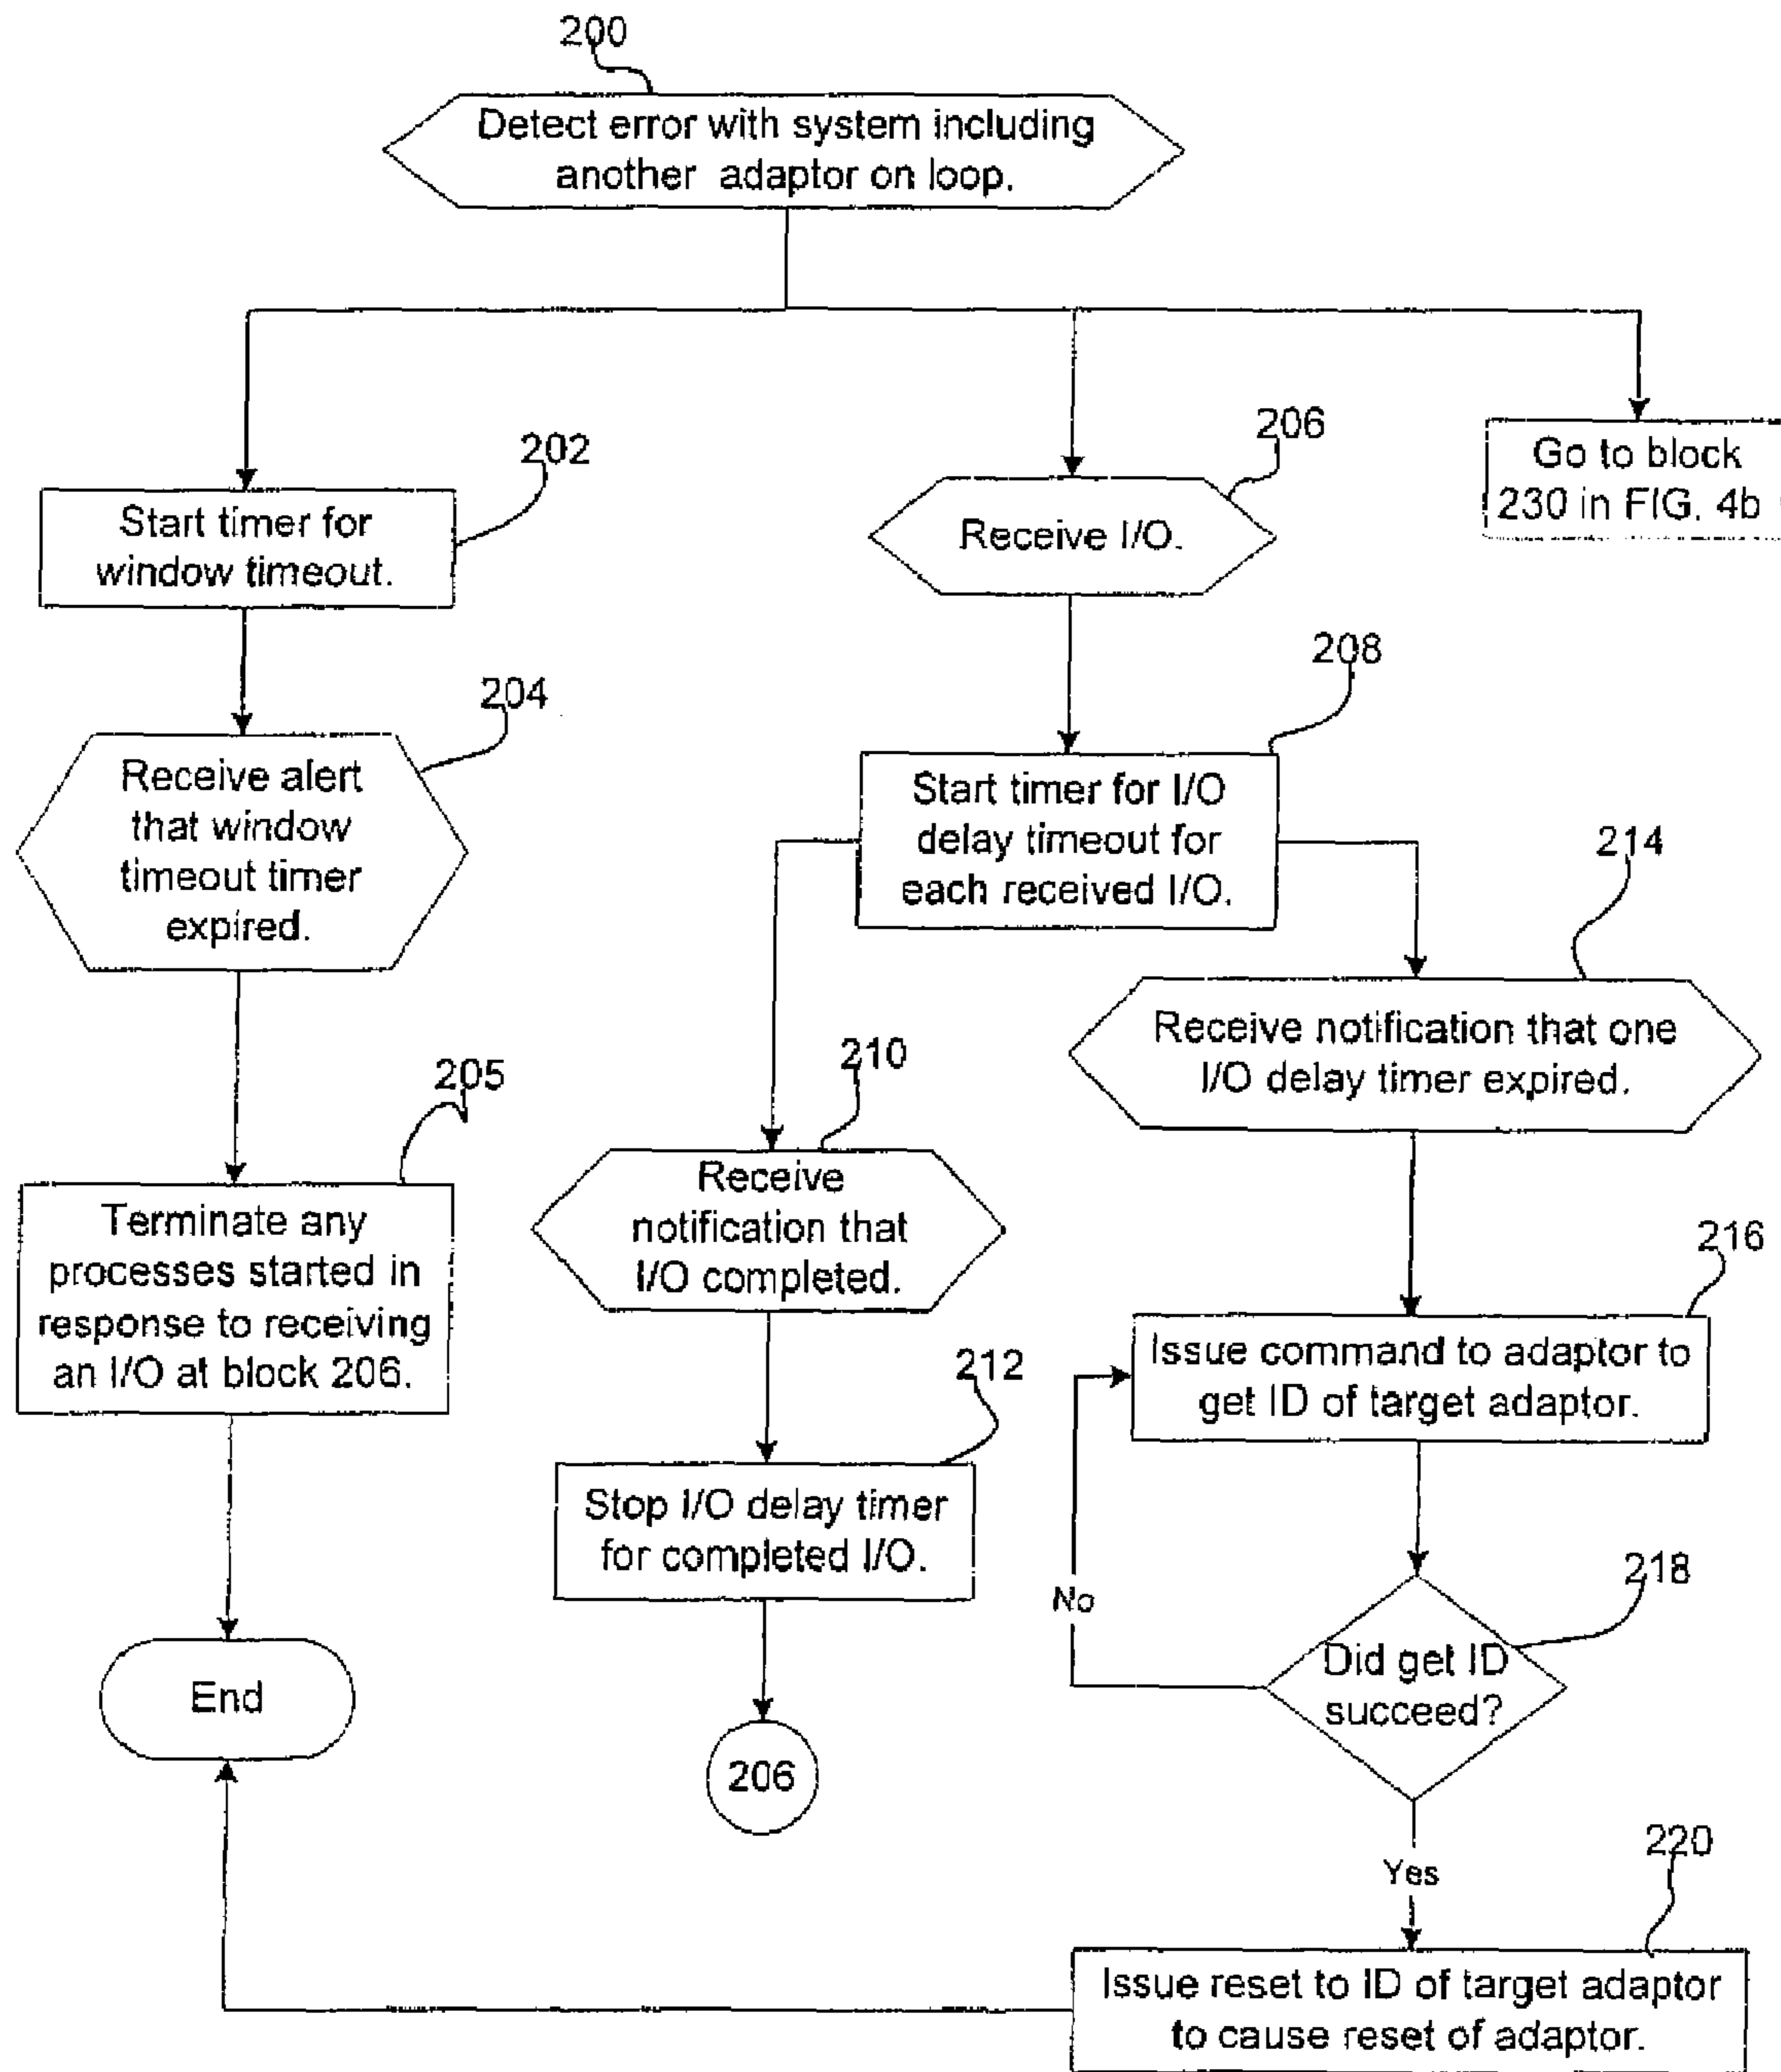 200
Detect error with system including
another adaptor on loop.
202
Start timer for
window timeout.
206
Receive I/O.
Go to block
230 in FIG. 4b
204
Receive alert
that window
timeout timer
expired.
208
Start timer for I/O
delay timeout for
each received I/O.
214
Receive notification that one
I/O delay timer expired.
205
Terminate any
processes started in
response to receiving
an I/O at block 206.
210
Receive
notification that
I/O completed.
216
Issue command to adaptor to
get ID of target adaptor.
212
Stop I/O delay timer
for completed I/O.
218
Did get ID
succeed?
No
End
206
Yes
220
Issue reset to ID of target adaptor
to cause reset of adaptor.